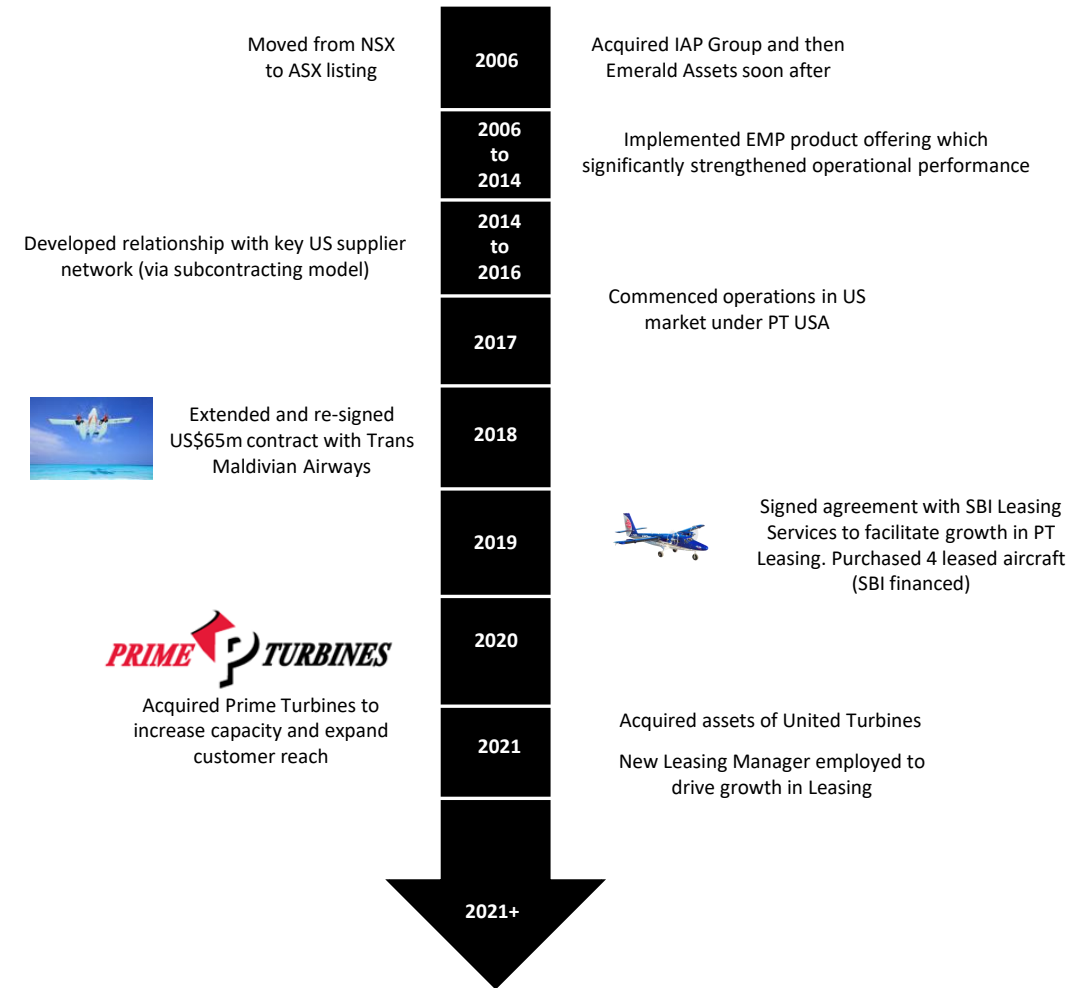 Moved from NSX
to ASX listing
2006
Acquired IAP Group and then
Emerald Assets soon after
2006
to
2014
Implemented EMP product offering which
significantly strengthened operational performance
Developed relationship with key US supplier
network (via subcontracting model)
2014
to
2016
Commenced operations in US
market under PT USA
2017
Extended and re-signed
US$65m contract with Trans
Maldivian Airways
2018
2019
Signed agreement with SBI Leasing
Services to facilitate growth in PT
Leasing. Purchased 4 leased aircraft
(SBI financed)
PRIME TP TURBINES
2020
Acquired Prime Turbines to
increase capacity and expand
customer reach
2021
Acquired assets of United Turbines
New Leasing Manager employed to
drive growth in Leasing
2021+